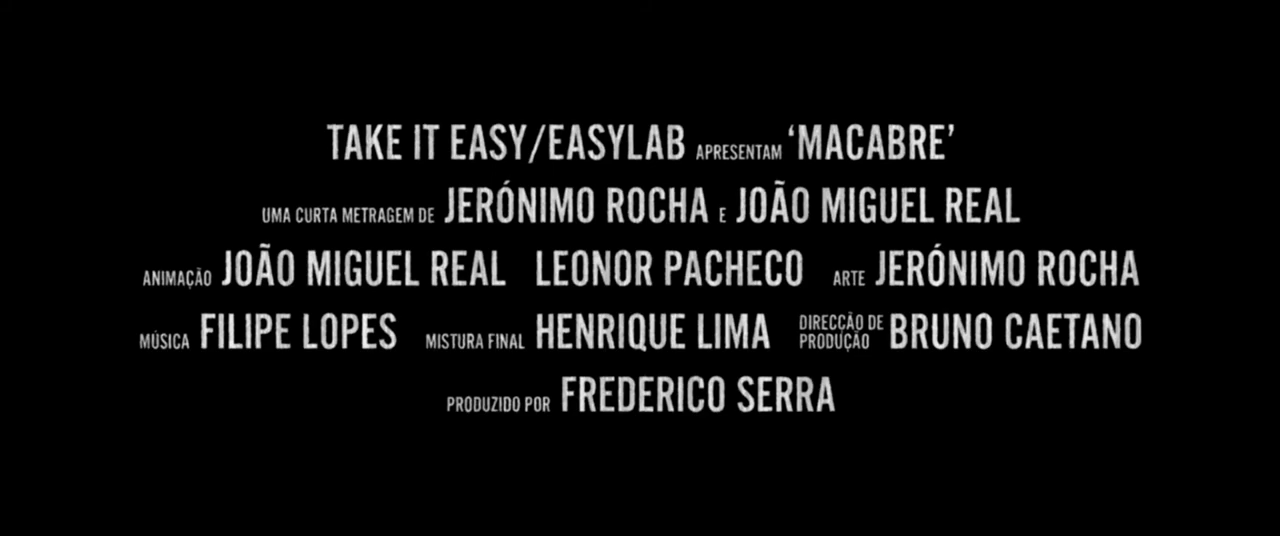 TAKE IT EASY/EASYLAB APRESENTAM ‘MACABRE’
UMA CURTA METRAGEM DE JERÓNIMO ROCHA E JOÃO MIGUEL REAL
ANIMAÇÃO JOÃO MIGUEL REAL LEONOR PACHECO ARTE JERÓNIMO ROCHA
MÚSICA FILIPE LOPES MISTURA FINAL HENRIQUE LIMA DIRECÇÃO DE PRODUÇÃO BRUNO CAETANO
PRODUZIDO POR FREDERICO SERRA